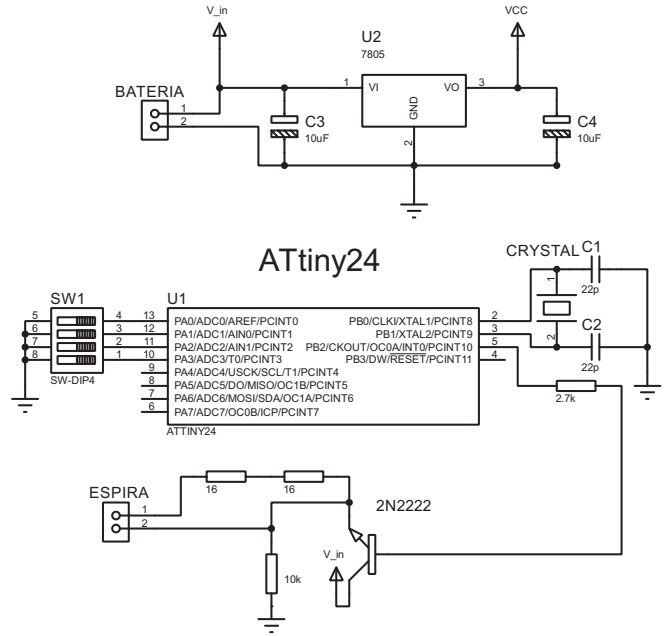 V_in
VCC
U2
7805
BATERIA
1
2
1
VI
VO
3
GND
2
C3
10uF
C4
10uF
ATtiny24
CRYSTAL
C1
22p
1
2
C2
22p
SW1
5
6
7
8
4
3
2
1
SW-DIP4
U1
13 PA0/ADC0/AREF/PCINT0
12 PA1/ADC1/AIN0/PCINT1
11 PA2/ADC2/AIN1/PCINT2
10 PA3/ADC3/T0/PCINT3
9 PA4/ADC4/USCK/SCL/T1/PCINT4
8 PA5/ADC5/DO/MISO/OC1B/PCINT5
7 PA6/ADC6/MOSI/SDA/OC1A/PCINT6
6 PA7/ADC7/OC0B/ICP/PCINT7
PB0/CLKI/XTAL1/PCINT8 2
PB1/XTAL2/PCINT9 3
PB2/CKOUT/OC0A/INT0/PCINT10 5
PB3/DW/RESET/PCINT11 4
ATTINY24
2.7k
ESPIRA
1
2
16
16
2N2222
V_in
10k